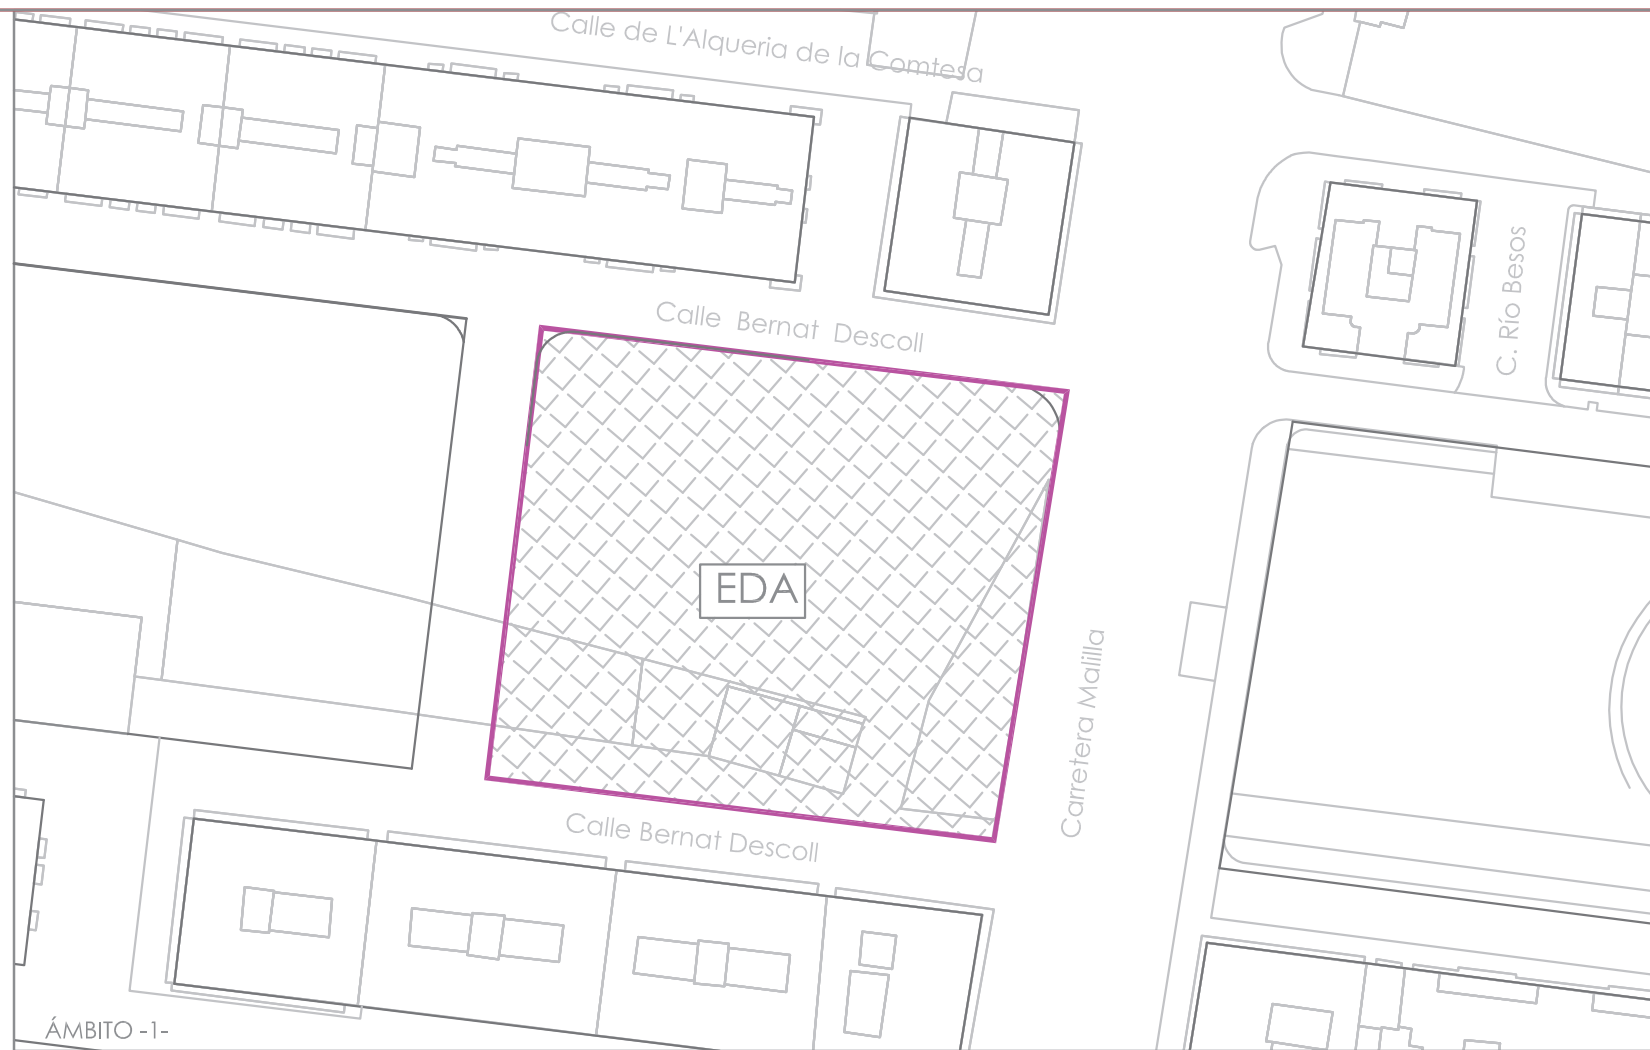 Calle de L'Alqueria de la Comtesa
C. Río Besos
Calle Bernat Descoll
EDA
Carretera Malilla
Calle Bernat Descoll
ÁMBITO -1-